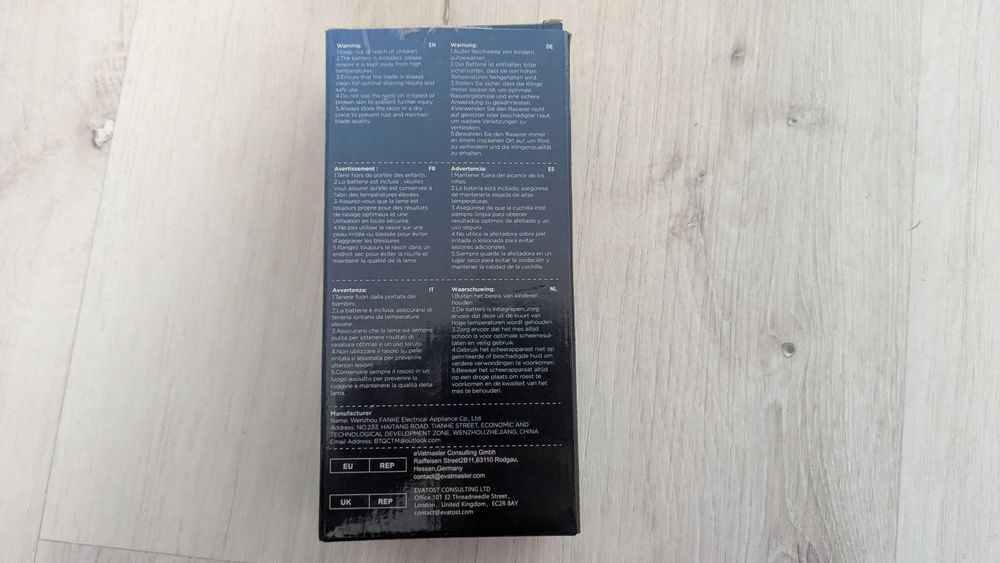 Warning: EN
1.Keep out of reach of children.
2.The battery is included, please
ensure it is kept away from high
temperatures.
3.Ensure that the blade is always
clean for optimal shaving results and
safe use.
4.Do not use the razor on irritated or
broken skin to prevent further injury.
5.Always store the razor in a dry
place to prevent rust and maintain
blade quality.
Warnung: DE
1.Außer Reichweite von Kindern
aufbewahren.
2.Die Batterie ist enthalten; bitte
sicherstellen, dass sie von hohen
Temperaturen ferngehalten wird.
3.Stellen Sie sicher, dass die Klinge
immer sauber ist, um optimale
Rasurergebnisse und eine sichere
Anwendung zu gewährleisten.
4.Verwenden Sie den Rasierer nicht
auf gereizter oder beschädigter Haut,
um weitere Verletzungen zu
verhindern.
5.Bewahren Sie den Rasierer immer
an einem trockenen Ort auf, um Rost
zu verhindern und die Klingenqualität
zu erhalten.
Avertissement : FR
1.Tenir hors de portée des enfants.
2.La batterie est incluse ; veuillez
vous assurer qu'elle est conservée à
l'abri des températures élevées.
3.Assurez-vous que la lame est
toujours propre pour des résultats
de rasage optimaux et une
utilisation en toute sécurité.
4.Ne pas utiliser le rasoir sur une
peau irritée ou blessée pour éviter
d'aggraver les blessures.
5.Rangez toujours le rasoir dans un
endroit sec pour éviter la rouille et
maintenir la qualité de la lame.
Advertencia: ES
1.Mantener fuera del alcance de los
niños.
2.La batería está incluida; asegúrese
de mantenerla alejada de altas
temperaturas.
3.Asegúrese de que la cuchilla esté
siempre limpia para obtener
resultados óptimos de afeitado y un
uso seguro.
4.No utilice la afeitadora sobre piel
irritada o lesionada para evitar
lesiones adicionales.
5.Siempre guarde la afeitadora en un
lugar seco para evitar la oxidación y
mantener la calidad de la cuchilla.
Avvertenza: IT
1.Tenere fuori dalla portata dei
bambini.
2.La batteria è inclusa; assicurarsi di
tenerla lontana da temperature
elevate.
3.Assicurarsi che la lama sia sempre
pulita per ottenere risultati di
rasatura ottimali e un uso sicuro.
4.Non utilizzare il rasoio su pelle
irritata o lesionata per prevenire
ulteriori lesioni.
5.Conservare sempre il rasoio in un
luogo asciutto per prevenire la
ruggine e mantenere la qualità della
lama.
Waarschuwing: NL
1.Buiten het bereik van kinderen
houden.
2.De batterij is inbegrepen; zorg
ervoor dat deze uit de buurt van
hoge temperaturen wordt gehouden.
3.Zorg ervoor dat het mes altijd
schoon is voor optimale scheerresul-
taten en veilig gebruik.
4.Gebruik het scheerapparaat niet op
geïrriteerde of beschadigde huid om
verdere verwondingen te voorkomen.
5.Bewaar het scheerapparaat altijd
op een droge plaats om roest te
voorkomen en de kwaliteit van het
mes te behouden.
Manufacturer
Name: Wenzhou FANKE Electrical Appliance Co., Ltd.
Address: NO.233, HAITANG ROAD, TIANHE STREET, ECONOMIC AND
TECHNOLOGICAL DEVELOPMENT ZONE, WENZHOU,ZHEJIANG, CHINA
Email Address: BTQCTM@outlook.com
EU REP
eVatmaster Consulting GmbH
Raiffeisen Street2B11,63110 Rodgau,
Hessen,Germany
contact@evatmaster.com
UK REP
EVATOST CONSULTING LTD
Office 101 32 Threadneedle Street,
London, United Kingdom, EC2R 8AY
contact@evatost.com